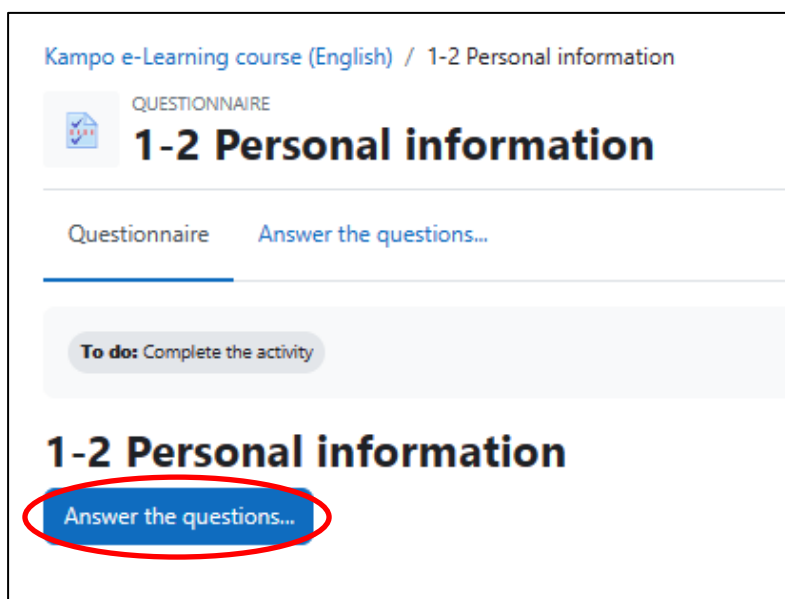 Kampo e-Learning course (English) / 1-2 Personal information
QUESTIONNAIRE
1-2 Personal information
Questionnaire Answer the questions...
To do: Complete the activity
1-2 Personal information
Answer the questions...